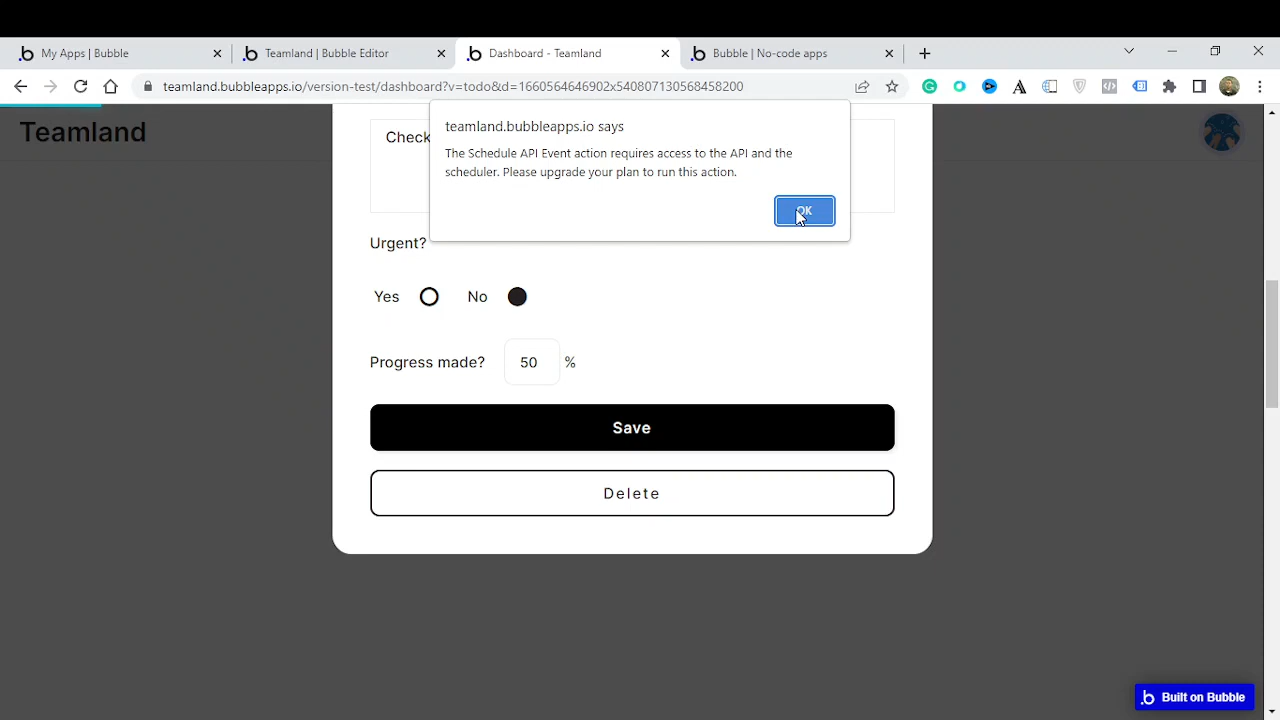 My Apps | Bubble
Teamland | Bubble Editor
Dashboard - Teamland
Bubble | No-code apps
teamland.bubbleapps.io/version-test/dashboard?v=todo&d=1660564646902x540807130568458200
Teamland
teamland.bubbleapps.io says
The Schedule API Event action requires access to the API and the
scheduler. Please upgrade your plan to run this action.
OK
Check
Urgent?
Yes No
Progress made? 50 %
Save
Delete
Built on Bubble